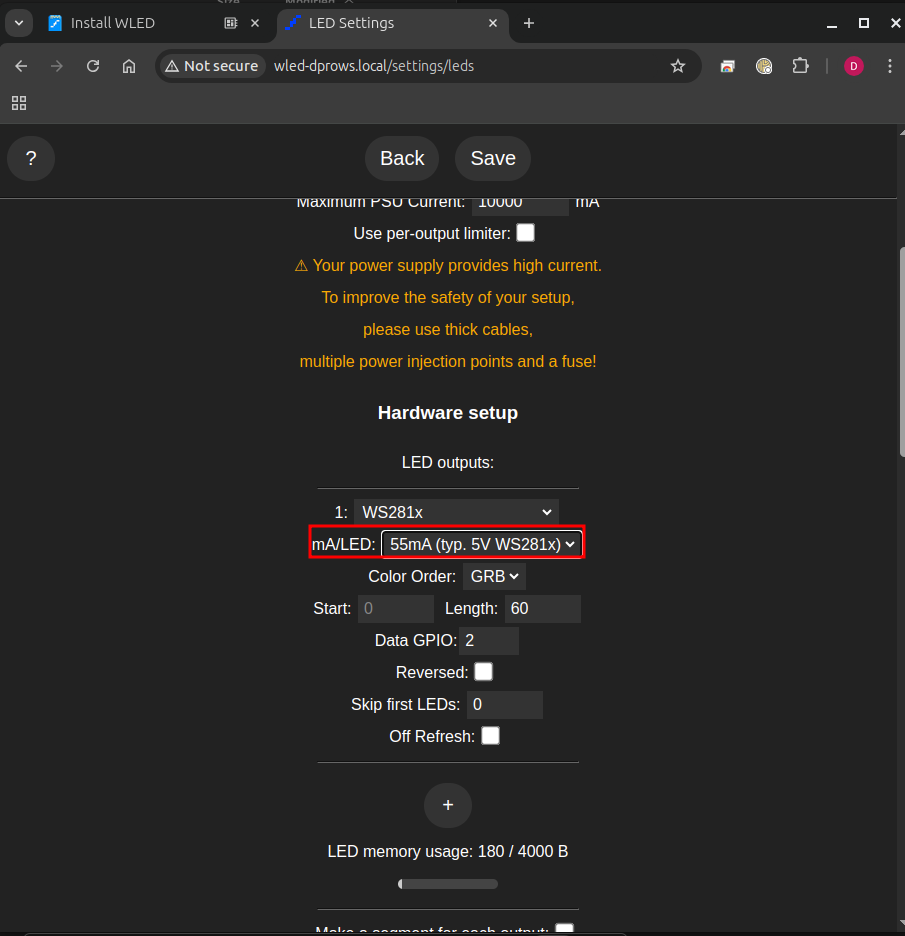 Install WLED
LED Settings
Not secure wled-dprows.local/settings/leds
D
? Back Save
Maximum PSU Current: 10000 mA
Use per-output limiter:
⚠ Your power supply provides high current.
To improve the safety of your setup,
please use thick cables,
multiple power injection points and a fuse!
Hardware setup
LED outputs:
1: WS281x
mA/LED: 55mA (typ. 5V WS281x)
Color Order: GRB
Start: 0 Length: 60
Data GPIO: 2
Reversed:
Skip first LEDs: 0
Off Refresh:
+
LED memory usage: 180 / 4000 B
Make a segment for each output: